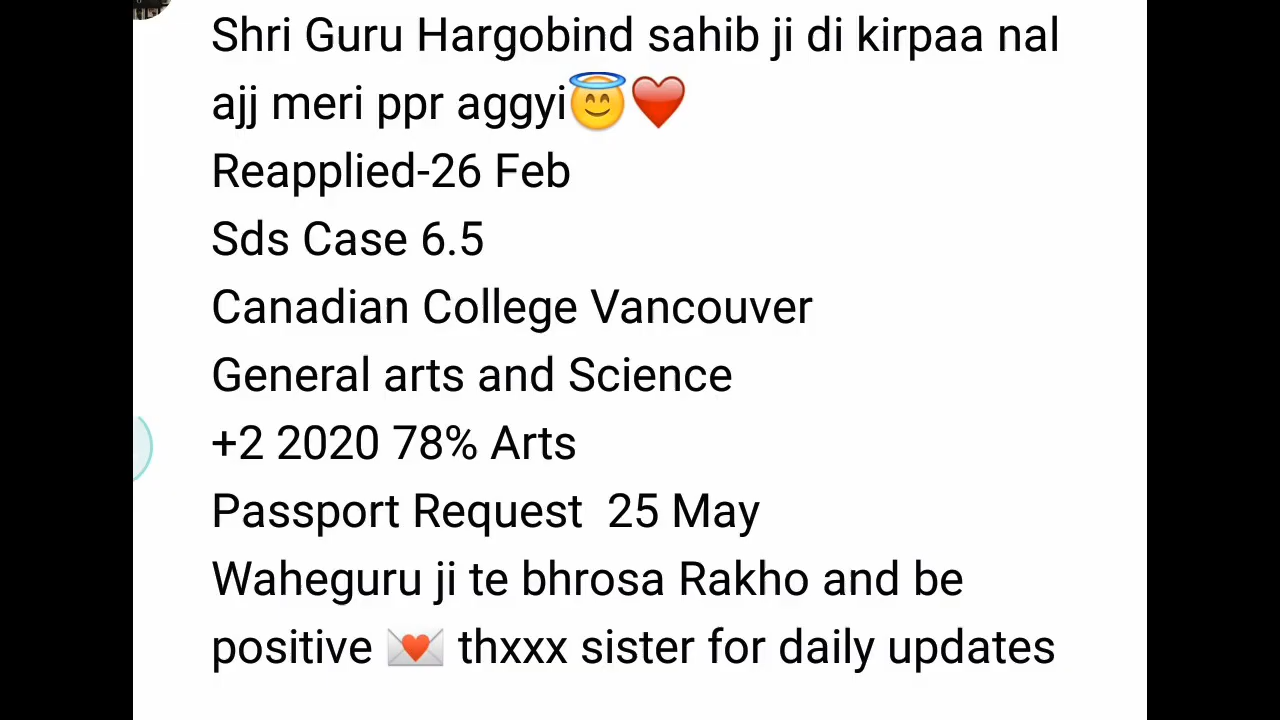 Shri Guru Hargobind sahib ji di kirpaa nal
ajj meri ppr aggyi😇❤️
Reapplied-26 Feb
Sds Case 6.5
Canadian College Vancouver
General arts and Science
+2 2020 78% Arts
Passport Request  25 May
Waheguru ji te bhrosa Rakho and be
positive 💌 thxxx sister for daily updates